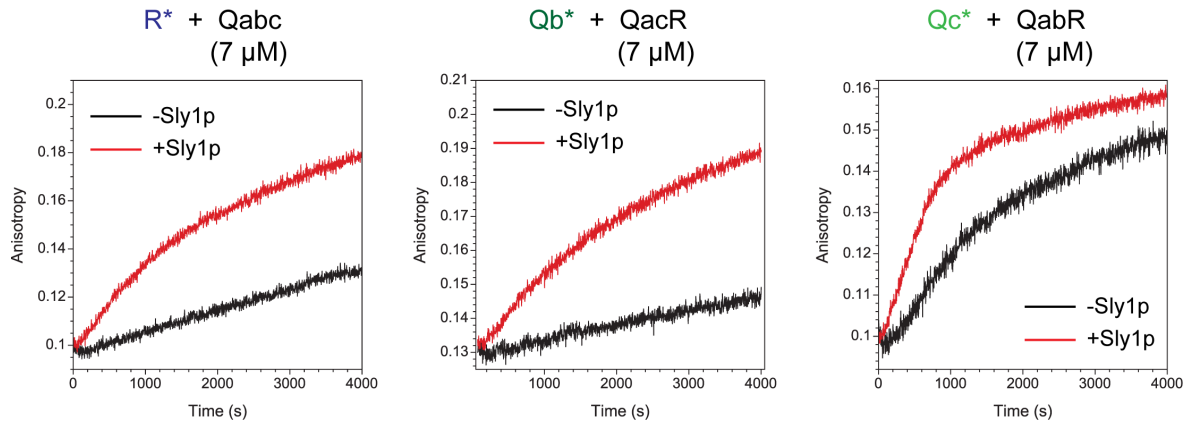 R* + Qabc
(7 µM)
0.2
0.18
0.16
0.14
0.12
0.1
Anisotropy
-Sly1p
+Sly1p
0
1000
2000
3000
4000
Time (s)
Qb* + QacR
(7 µM)
0.21
0.2
0.19
0.18
0.17
0.16
0.15
0.14
0.13
Anisotropy
-Sly1p
+Sly1p
1000
2000
3000
4000
Time (s)
Qc* + QabR
(7 µM)
0.16
0.15
0.14
0.13
0.12
0.11
0.1
Anisotropy
-Sly1p
+Sly1p
0
1000
2000
3000
4000
Time (s)